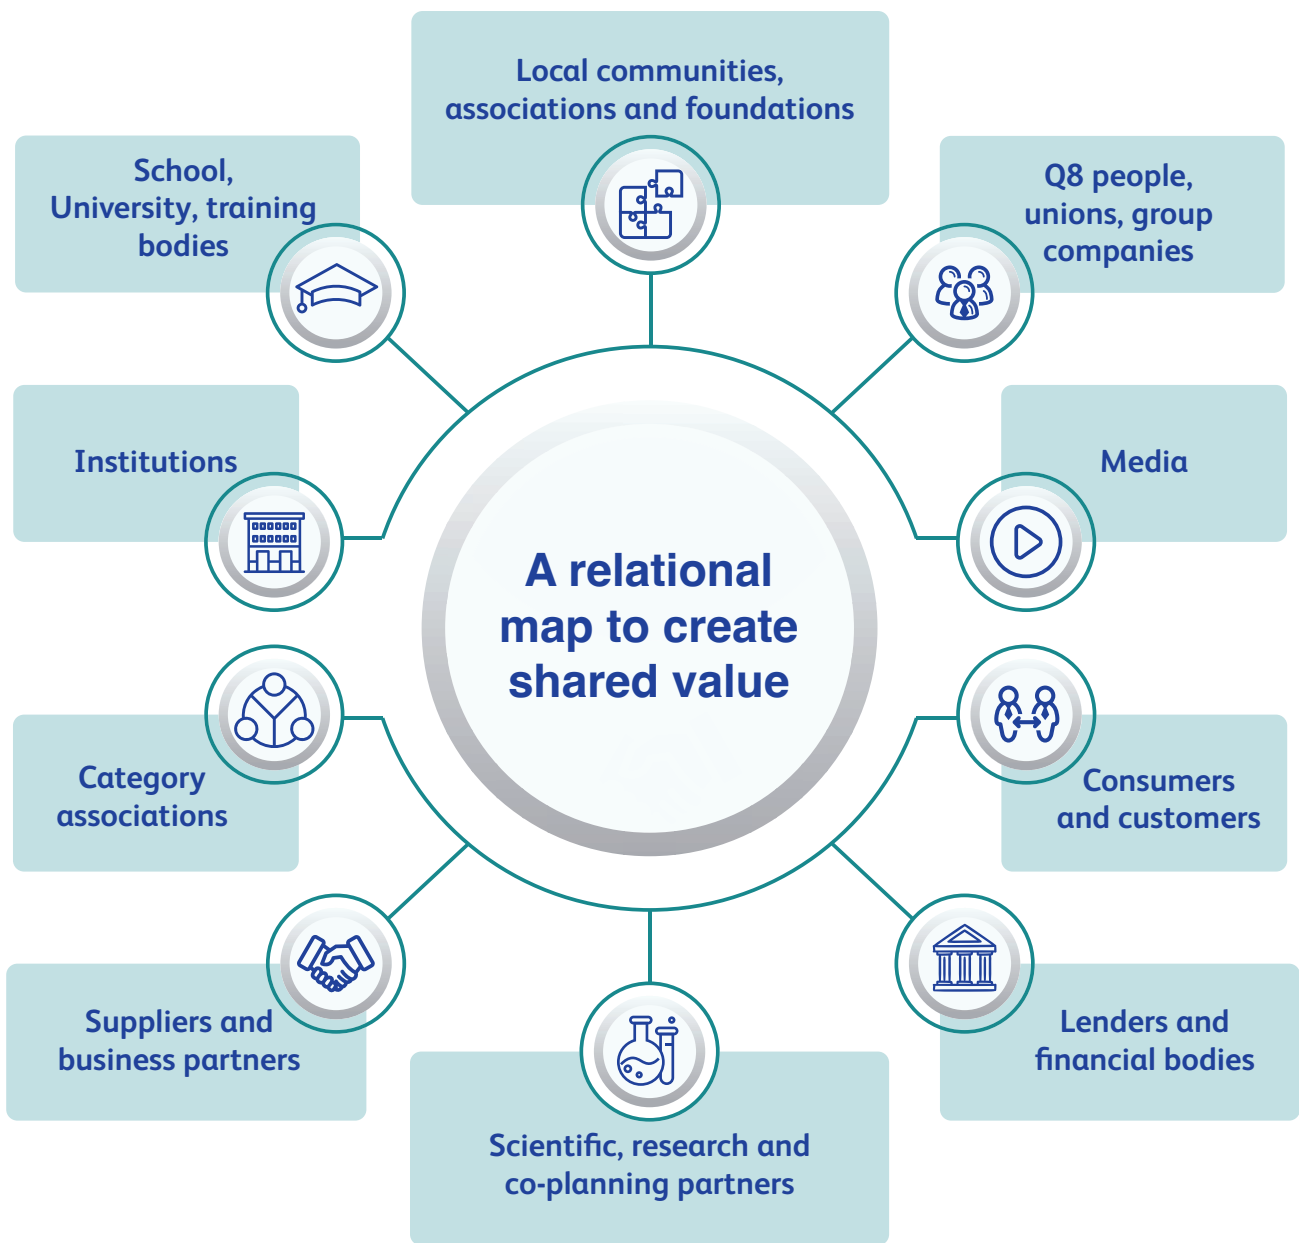 Local communities,
associations and foundations
School,
University, training
bodies
Q8 people,
unions, group
companies
Institutions
Media
A relational
map to create
shared value
Category
associations
Consumers
and customers
Suppliers and
business partners
Lenders and
financial bodies
Scientific, research and
co-planning partners